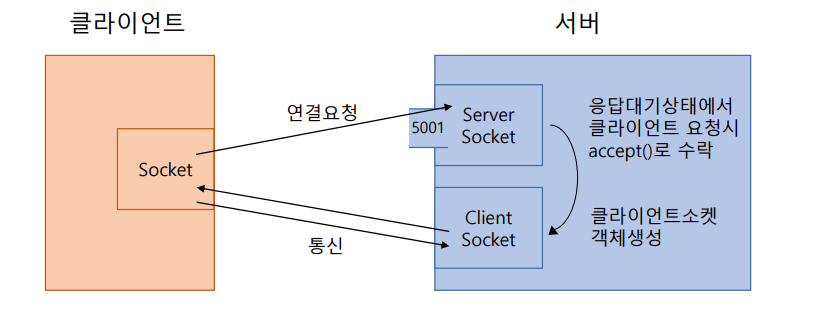 클라이언트
서버
연결요청
5001
Server
Socket
응답대기상태에서
클라이언트 요청시
accept()로 수락
Socket
Client
Socket
클라이언트소켓
객체생성
통신